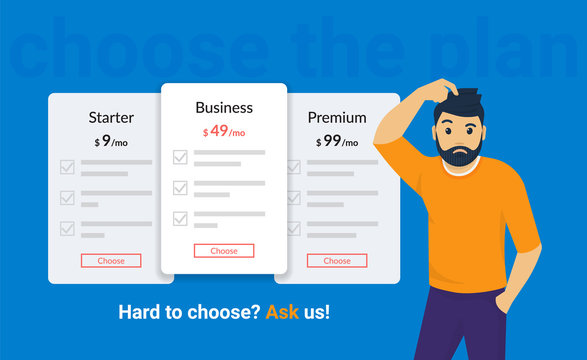 choose the plan
Starter
$ 9/mo
Choose
Business
$ 49/mo
Choose
Premium
$ 99/mo
Choose
Hard to choose? Ask us!